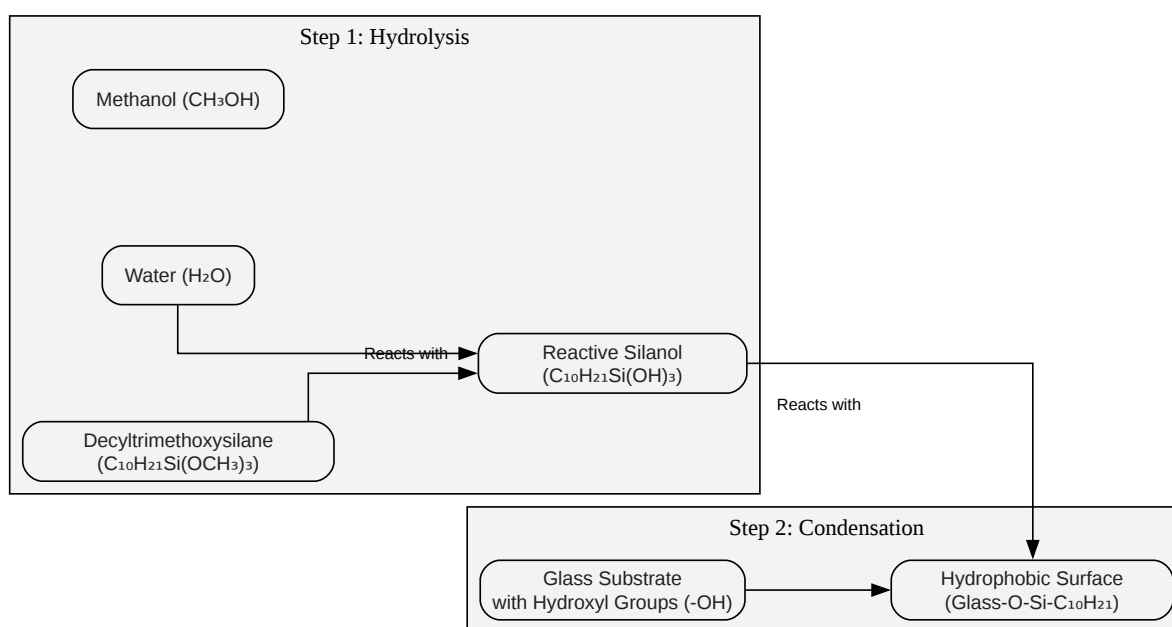 Step 1: Hydrolysis
Methanol (CH₃OH)
Water (H₂O)
Reacts with
Reactive Silanol
(C₁₀H₂₁Si(OH)₃)
Reacts with
Decyltrimethoxysilane
(C₁₀H₂₁Si(OCH₃)₃)
Step 2: Condensation
Glass Substrate
with Hydroxyl Groups (-OH)
Hydrophobic Surface
(Glass-O-Si-C₁₀H₂₁)